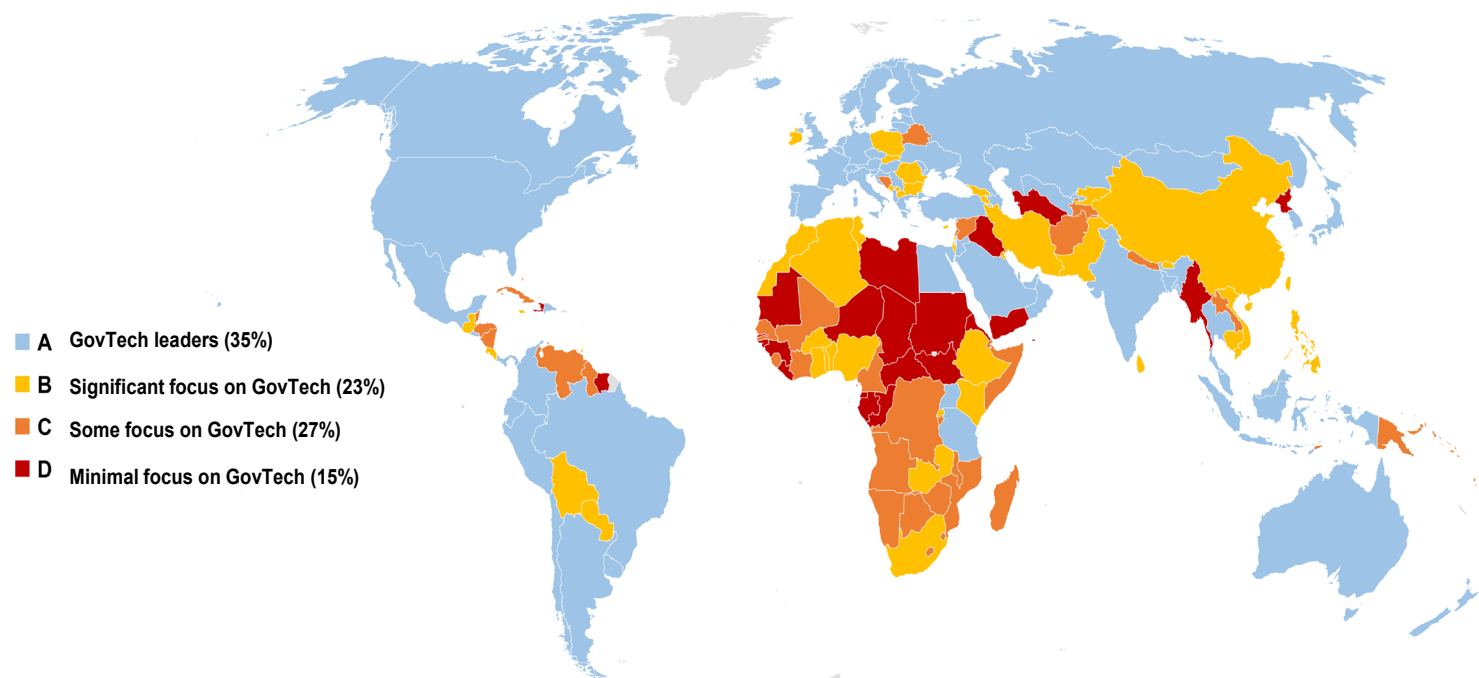 A GovTech leaders (35%)
B Significant focus on GovTech (23%)
C Some focus on GovTech (27%)
D Minimal focus on GovTech (15%)